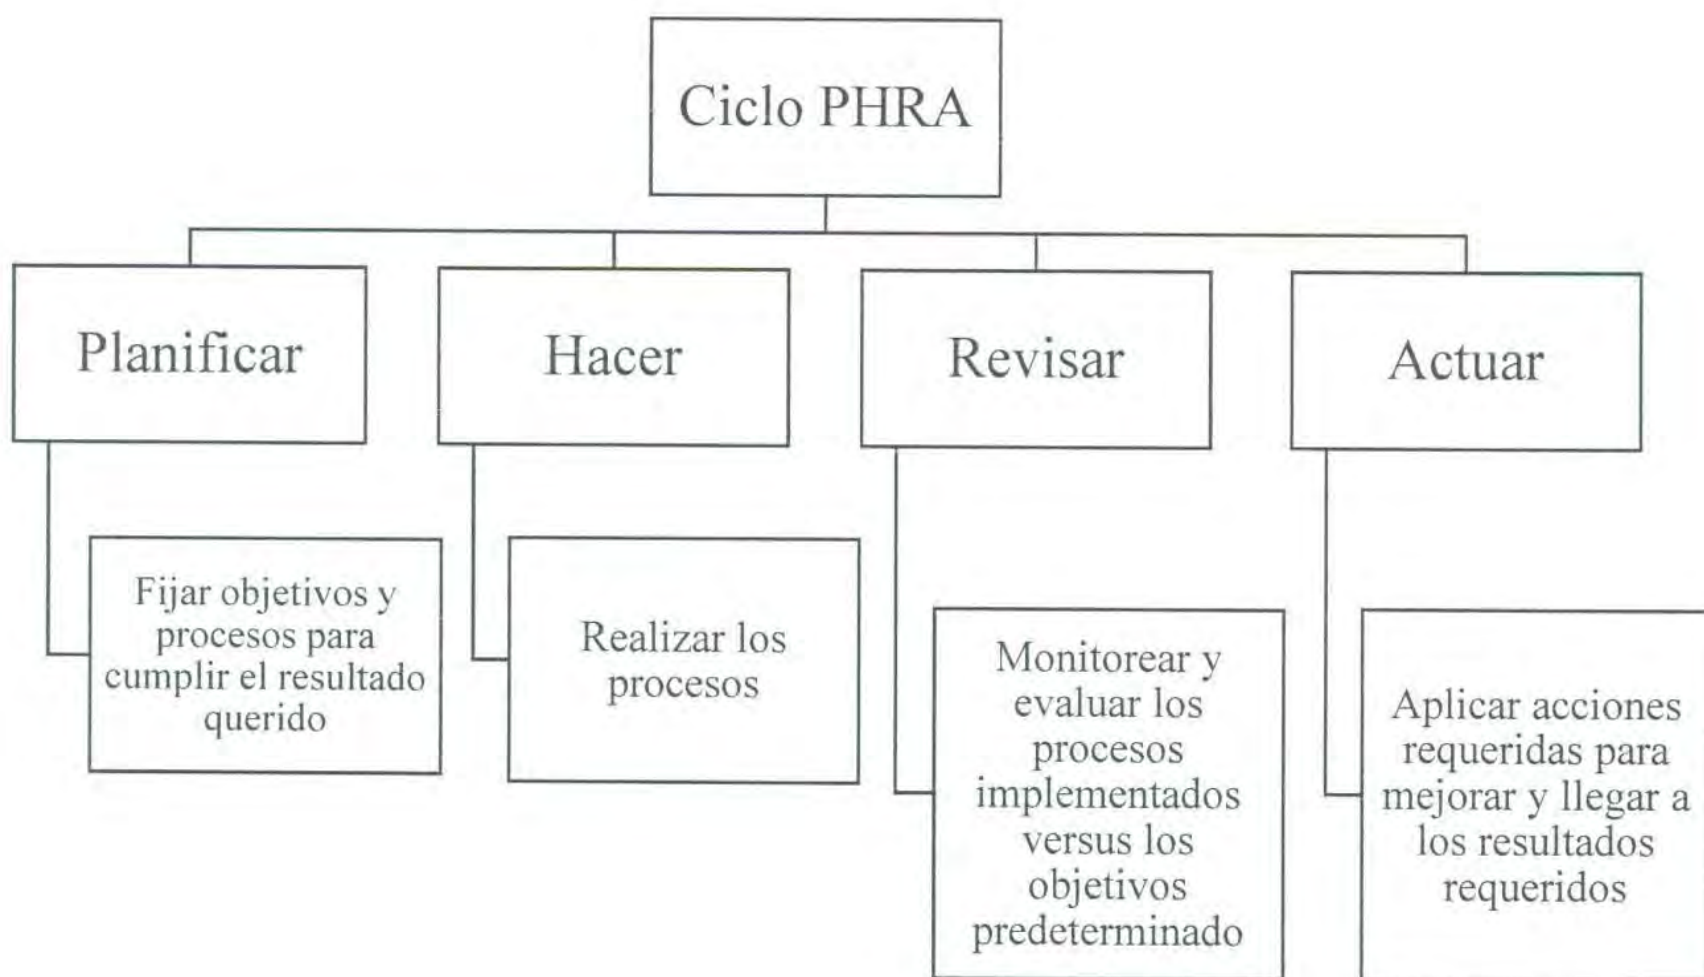 Ciclo PHRA
Planificar
Hacer
Revisar
Actuar
Fijar objetivos y
procesos para
cumplir el resultado
querido
Realizar los
procesos
Monitorear y
evaluar los
procesos
implementados
versus los
objetivos
predeterminado
Aplicar acciones
requeridas para
mejorar y llegar a
los resultados
requeridos